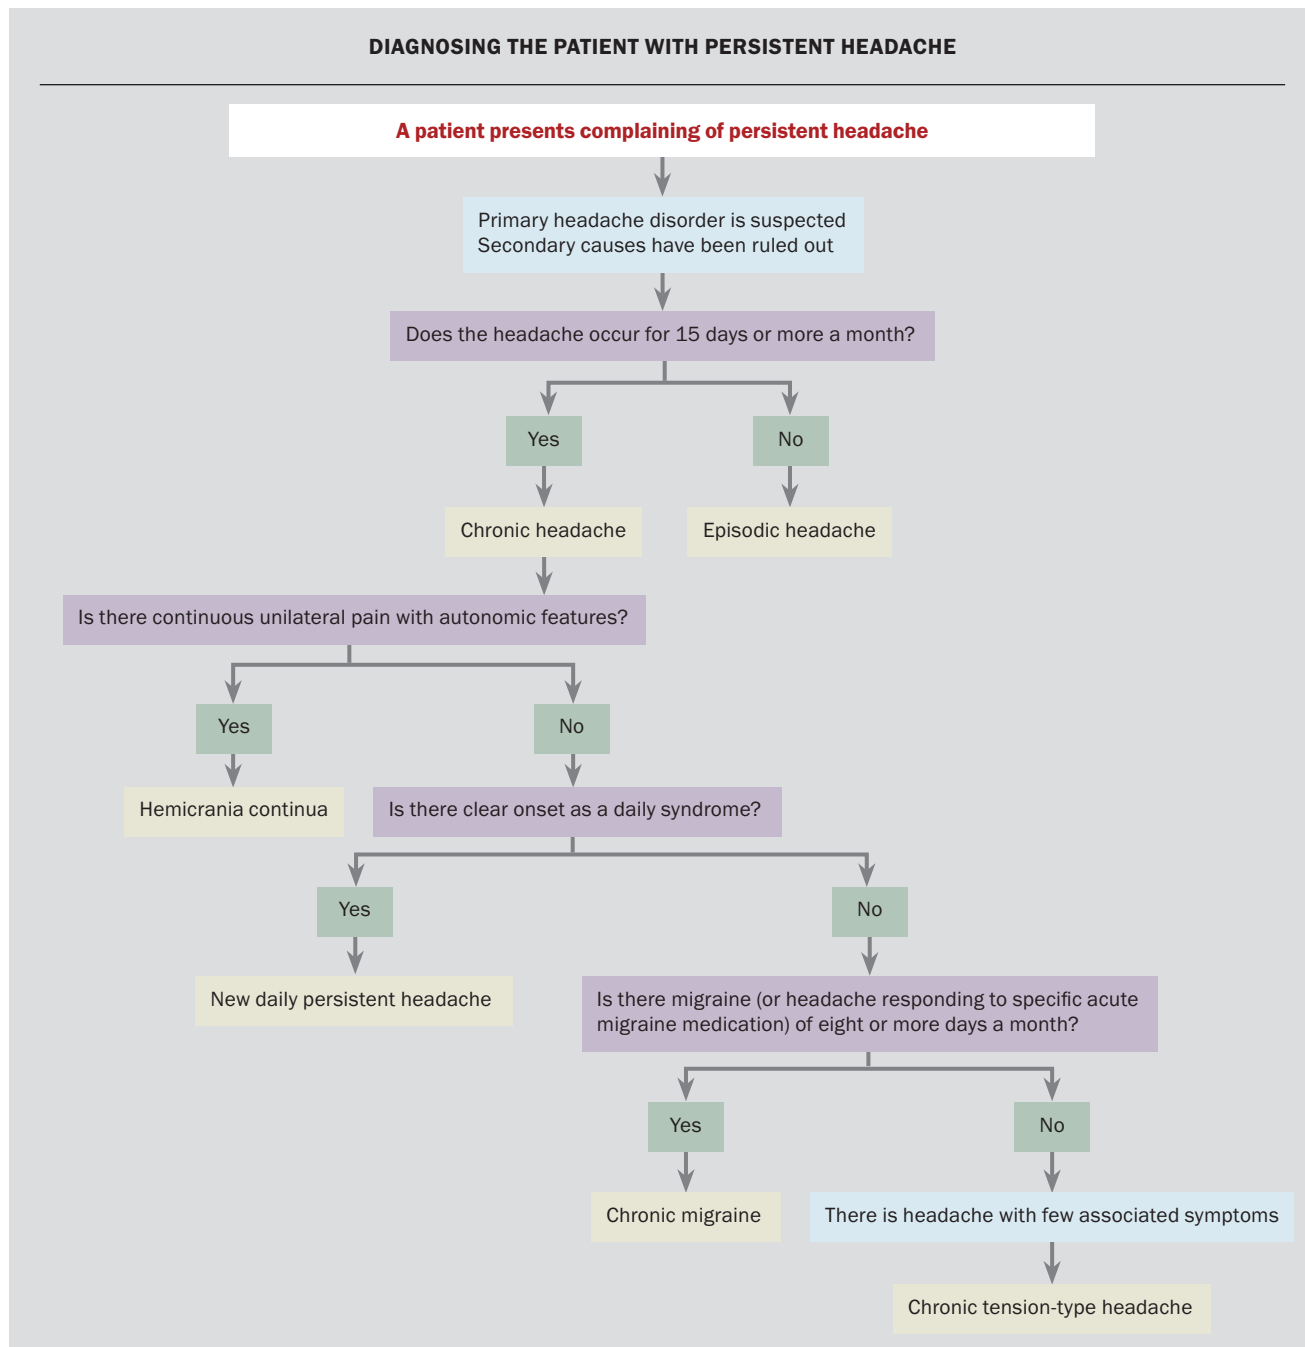 DIAGNOSING THE PATIENT WITH PERSISTENT HEADACHE
A patient presents complaining of persistent headache
Primary headache disorder is suspected
Secondary causes have been ruled out
Does the headache occur for 15 days or more a month?
Yes
No
Chronic headache
Episodic headache
Is there continuous unilateral pain with autonomic features?
Yes
No
Hemicrania continua
Is there clear onset as a daily syndrome?
Yes
No
New daily persistent headache
Is there migraine (or headache responding to specific acute
migraine medication) of eight or more days a month?
Yes
No
Chronic migraine
There is headache with few associated symptoms
Chronic tension-type headache